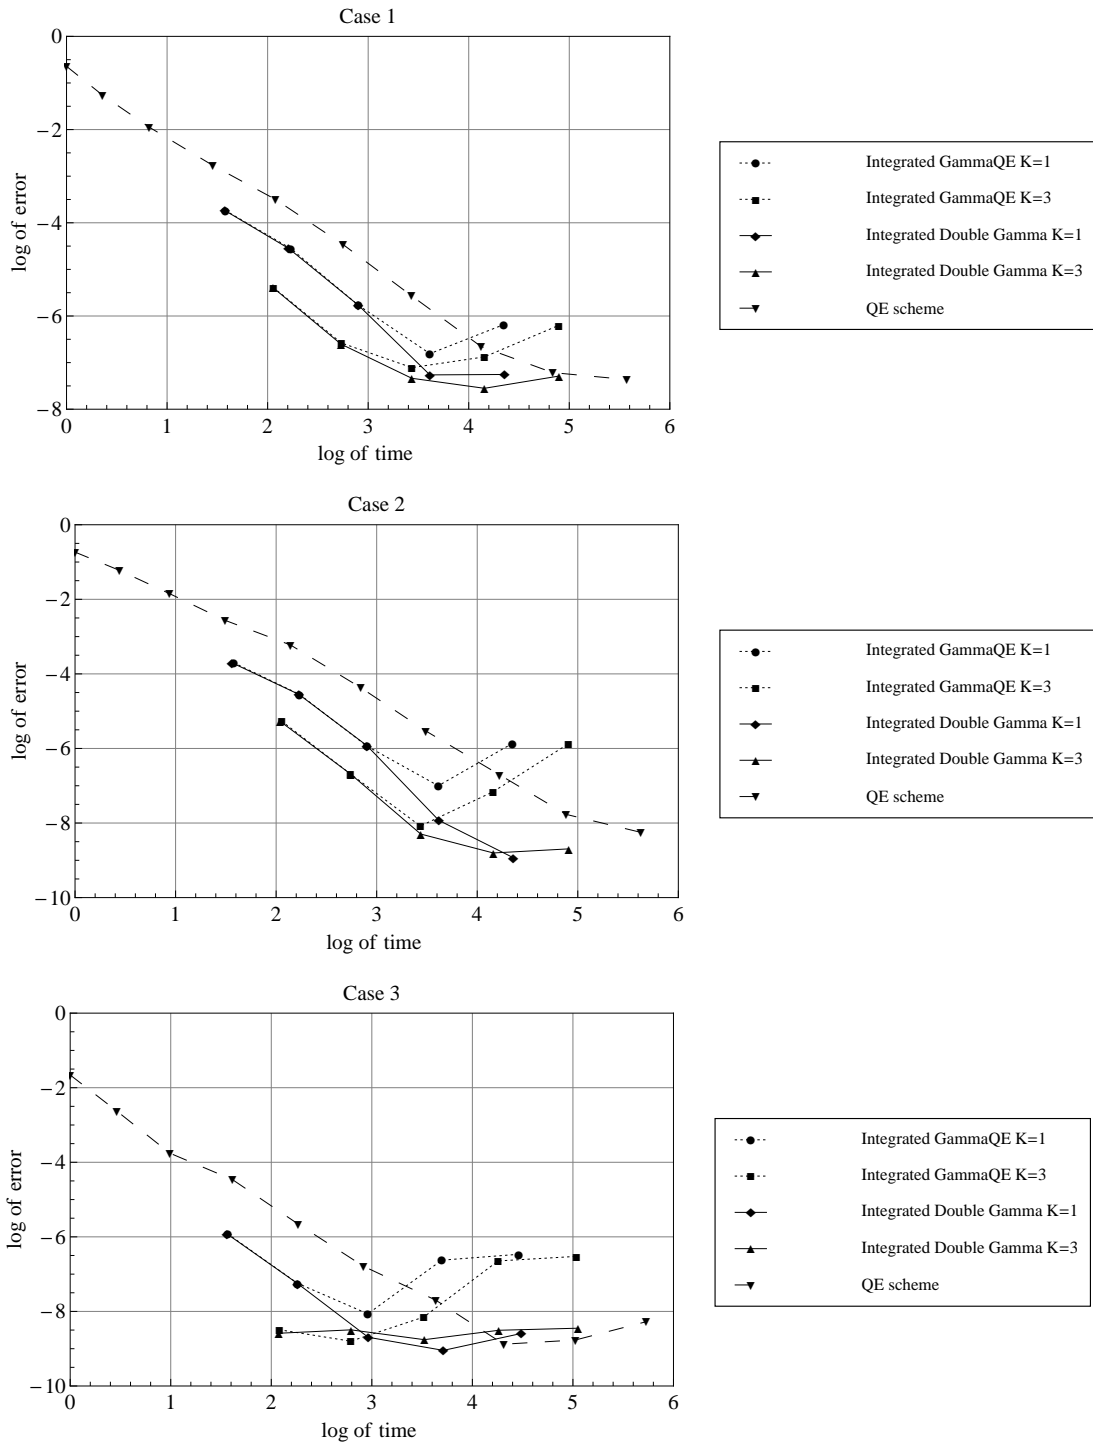 Case 1
0
−2
−4
−6
−8
log of error
0 1 2 3 4 5 6
log of time
Integrated GammaQE K=1
Integrated GammaQE K=3
Integrated Double Gamma K=1
Integrated Double Gamma K=3
QE scheme
Case 2
0
−2
−4
−6
−8
−10
log of error
0 1 2 3 4 5 6
log of time
Integrated GammaQE K=1
Integrated GammaQE K=3
Integrated Double Gamma K=1
Integrated Double Gamma K=3
QE scheme
Case 3
0
−2
−4
−6
−8
−10
log of error
0 1 2 3 4 5 6
log of time
Integrated GammaQE K=1
Integrated GammaQE K=3
Integrated Double Gamma K=1
Integrated Double Gamma K=3
QE scheme